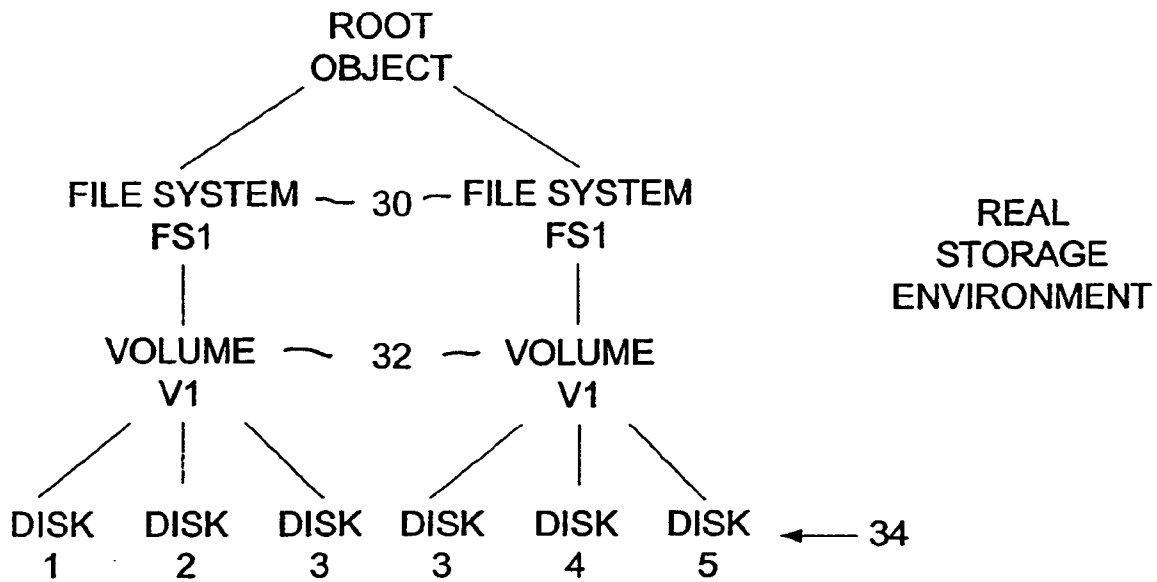 ROOT
OBJECT
FILE SYSTEM 30 FILE SYSTEM
FS1 FS1
REAL
STORAGE
ENVIRONMENT
VOLUME 32 VOLUME
V1 V1
DISK DISK DISK DISK DISK DISK 34
1 2 3 3 4 5